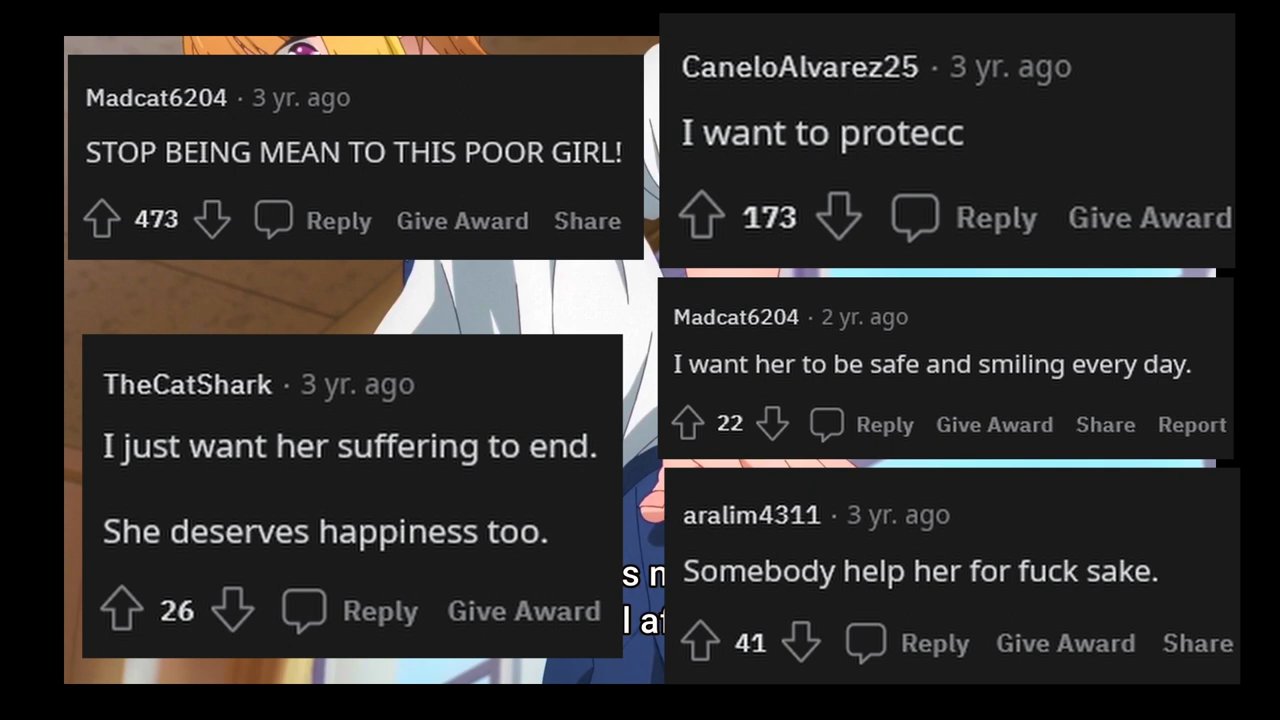 Madcat6204 · 3 yr. ago
STOP BEING MEAN TO THIS POOR GIRL!
473 Reply Give Award Share
TheCatShark · 3 yr. ago
I just want her suffering to end.
She deserves happiness too.
26 Reply Give Award
CaneloAlvarez25 · 3 yr. ago
I want to protecc
173 Reply Give Award
Madcat6204 · 2 yr. ago
I want her to be safe and smiling every day.
22 Reply Give Award Share Report
aralim4311 · 3 yr. ago
Somebody help her for fuck sake.
41 Reply Give Award Share